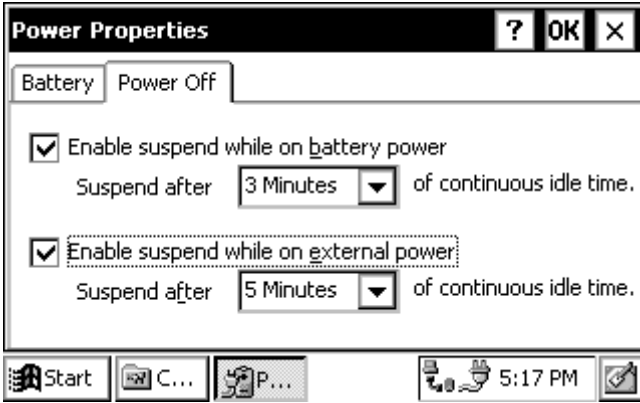 Power Properties ? OK ×
Battery Power Off
Enable suspend while on battery power
Suspend after 3 Minutes of continuous idle time.
Enable suspend while on external power
Suspend after 5 Minutes of continuous idle time.
Start C... P... 5:17 PM